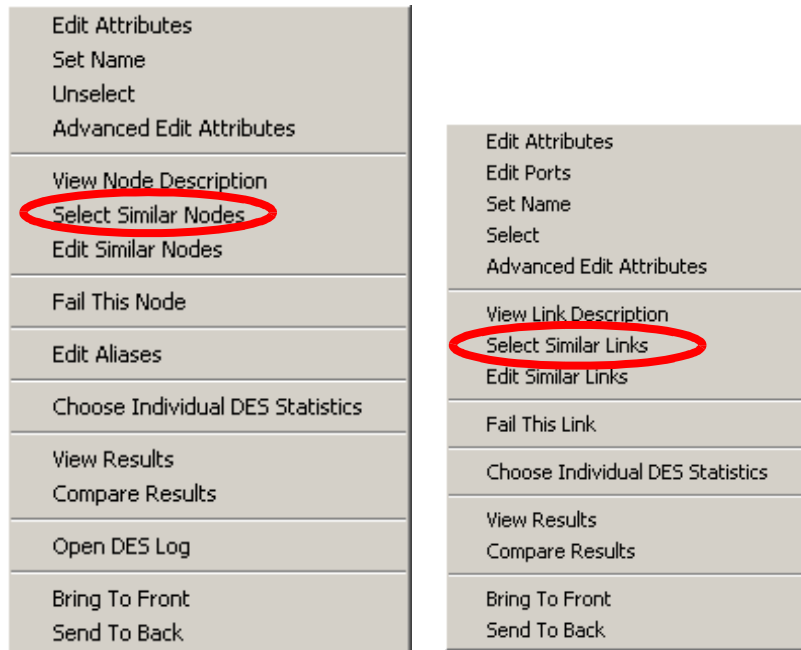 Edit Attributes
Set Name
Unselect
Advanced Edit Attributes
View Node Description
Select Similar Nodes
Edit Similar Nodes
Fail This Node
Edit Aliases
Choose Individual DES Statistics
View Results
Compare Results
Open DES Log
Bring To Front
Send To Back
Edit Attributes
Edit Ports
Set Name
Select
Advanced Edit Attributes
View Link Description
Select Similar Links
Edit Similar Links
Fail This Link
Choose Individual DES Statistics
View Results
Compare Results
Bring To Front
Send To Back